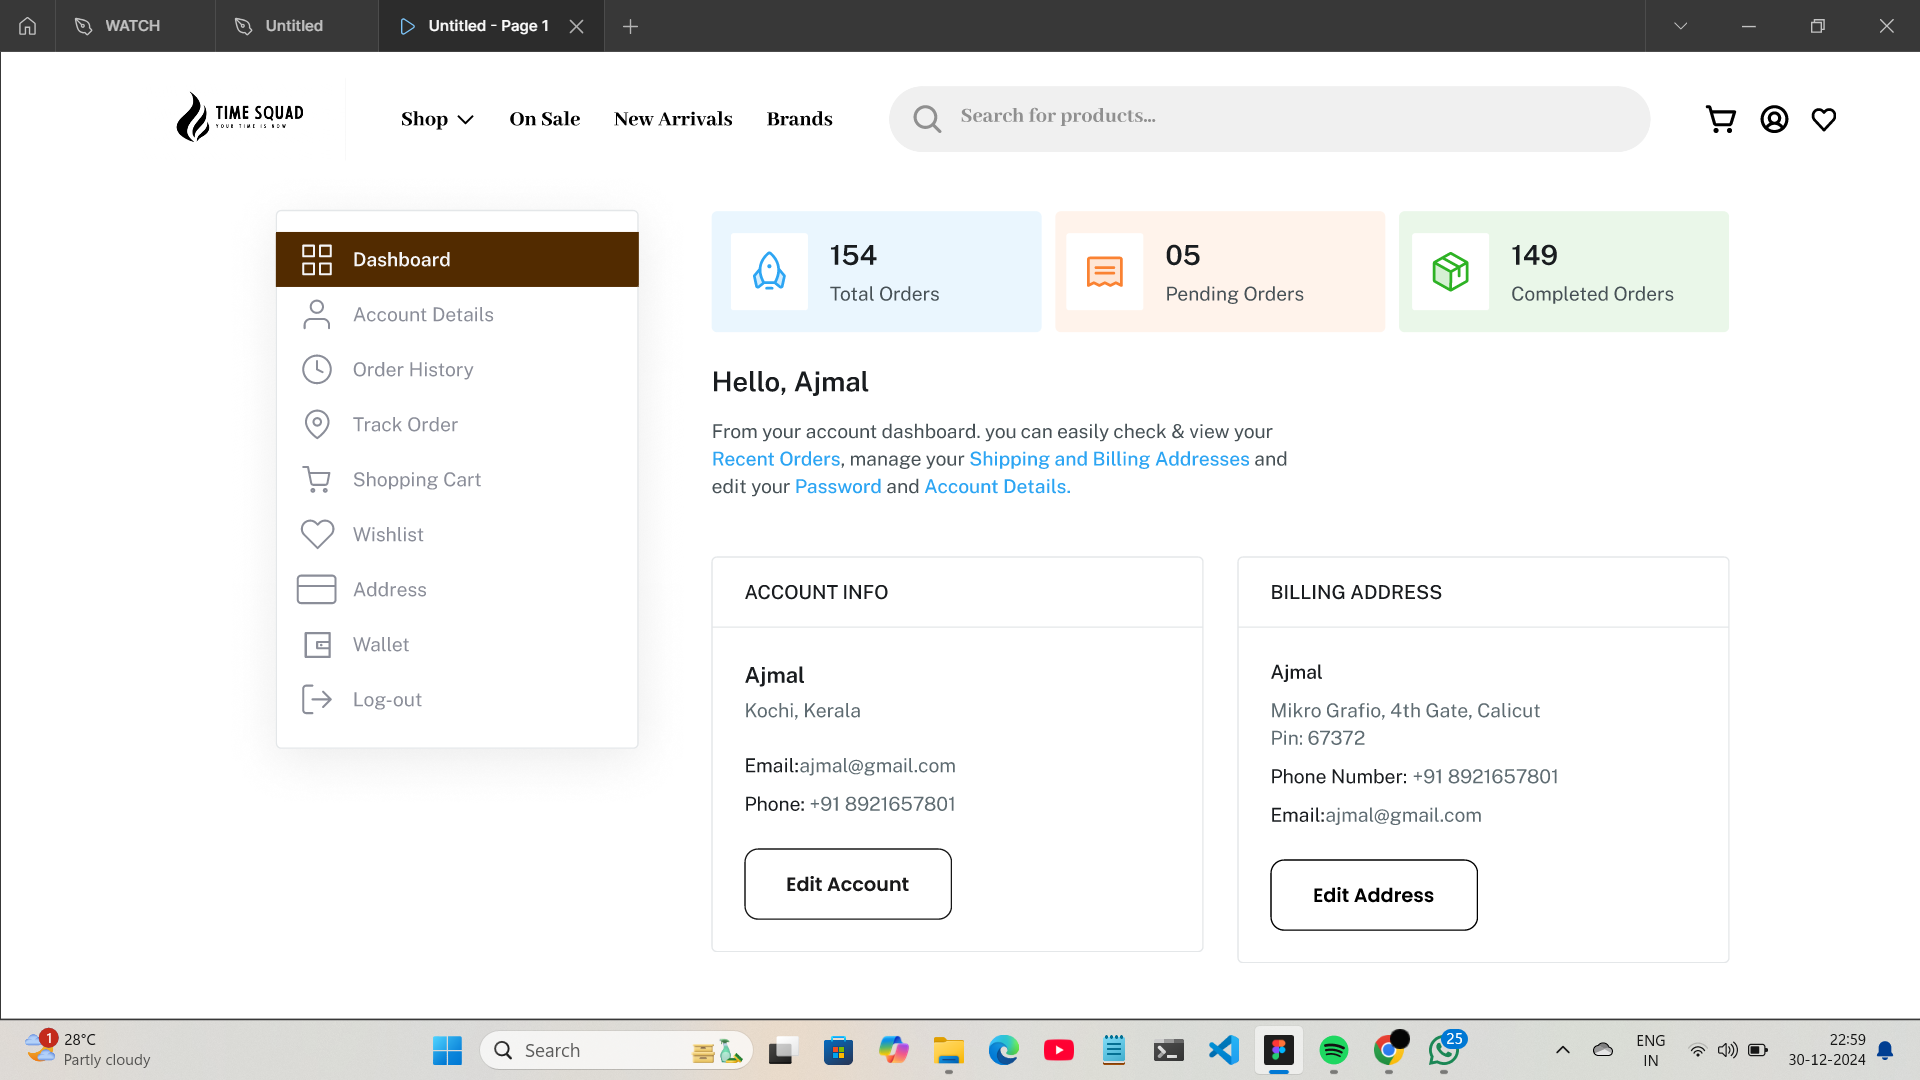 WATCH
Untitled
Untitled - Page 1
TIME SQUAD
YOUR TIME IS NOW
Shop
On Sale
New Arrivals
Brands
Search for products...
Dashboard
Account Details
Order History
Track Order
Shopping Cart
Wishlist
Address
Wallet
Log-out
154
Total Orders
05
Pending Orders
149
Completed Orders
Hello, Ajmal
From your account dashboard. you can easily check & view your
Recent Orders, manage your Shipping and Billing Addresses and
edit your Password and Account Details.
ACCOUNT INFO
Ajmal
Kochi, Kerala
Email:ajmal@gmail.com
Phone: +91 8921657801
Edit Account
BILLING ADDRESS
Ajmal
Mikro Grafio, 4th Gate, Calicut
Pin: 67372
Phone Number: +91 8921657801
Email:ajmal@gmail.com
Edit Address
1
28°C
Partly cloudy
Search
25
ENG
IN
22:59
30-12-2024